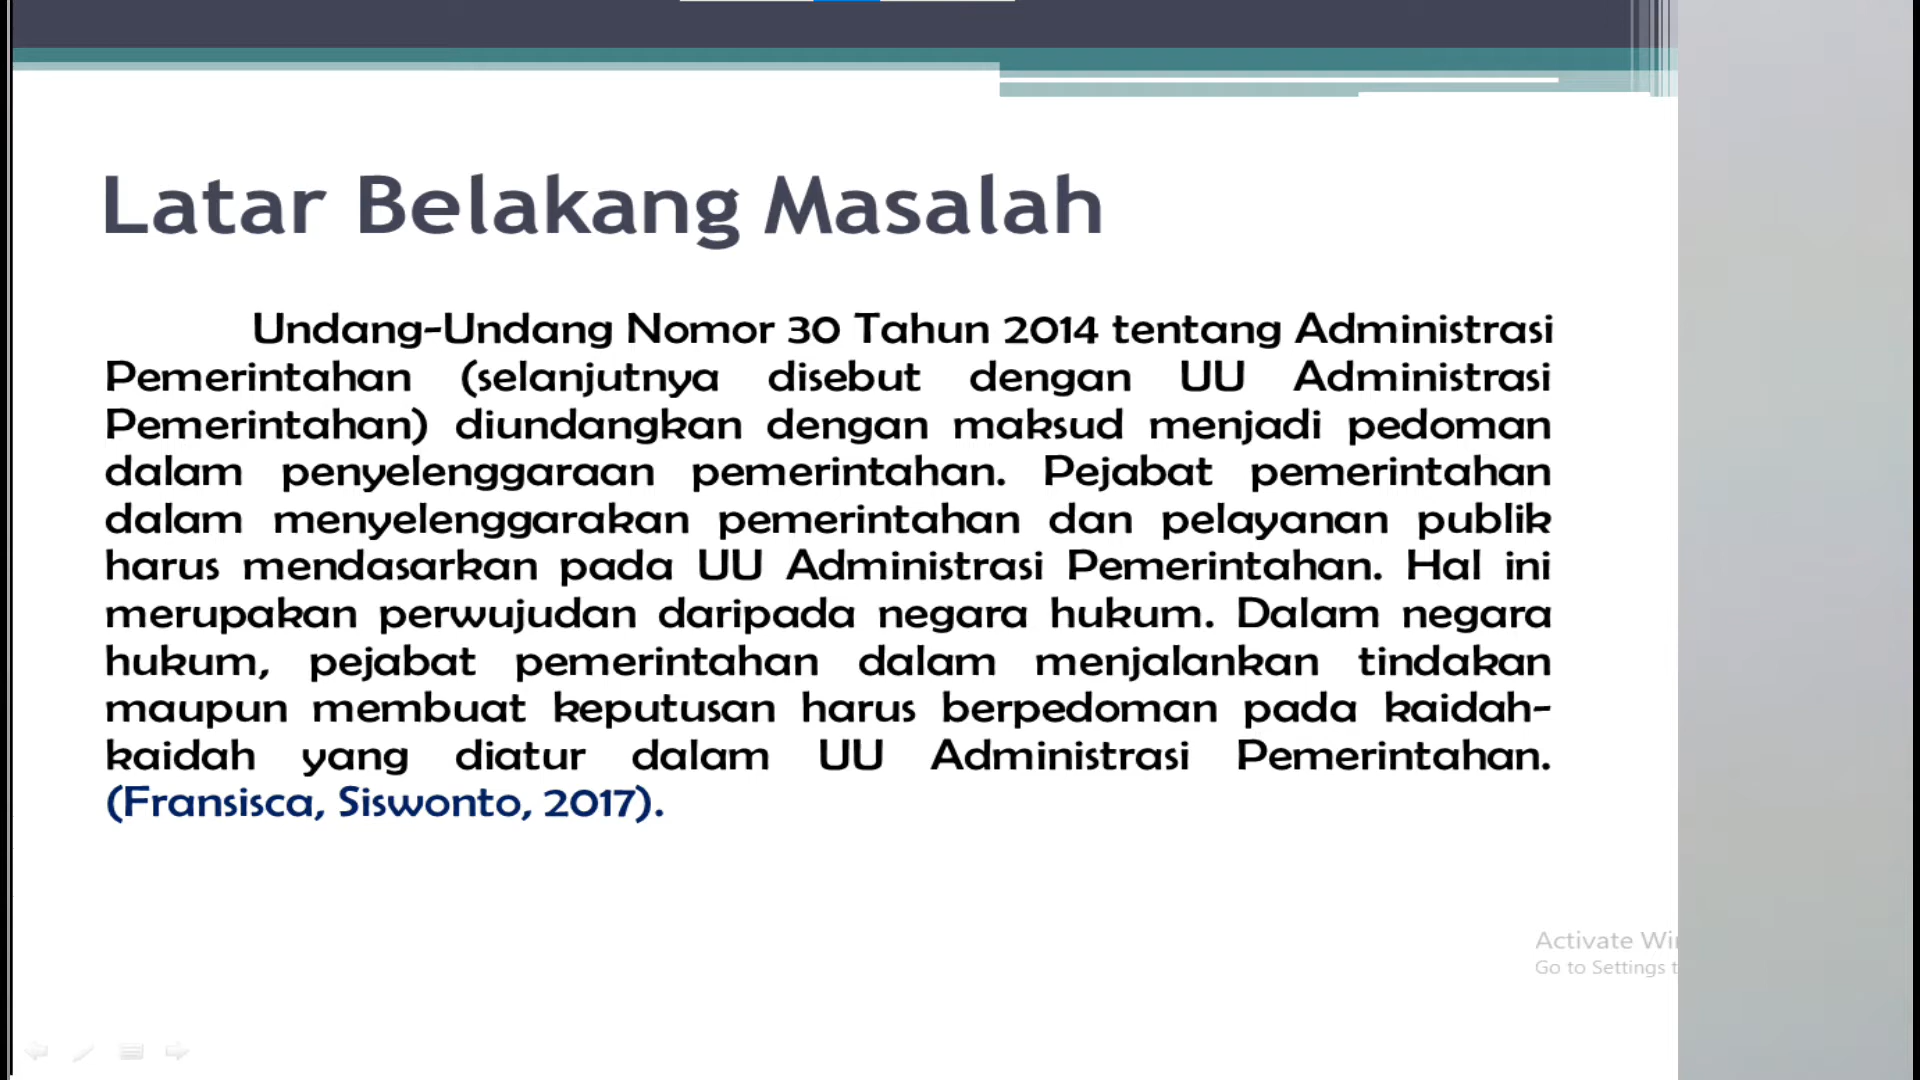 Latar Belakang Masalah
Undang-Undang Nomor 30 Tahun 2014 tentang Administrasi
Pemerintahan (selanjutnya disebut dengan UU Administrasi
Pemerintahan) diundangkan dengan maksud menjadi pedoman
dalam penyelenggaraan pemerintahan. Pejabat pemerintahan
dalam menyelenggarakan pemerintahan dan pelayanan publik
harus mendasarkan pada UU Administrasi Pemerintahan. Hal ini
merupakan perwujudan daripada negara hukum. Dalam negara
hukum, pejabat pemerintahan dalam menjalankan tindakan
maupun membuat keputusan harus berpedoman pada kaidah-
kaidah yang diatur dalam UU Administrasi Pemerintahan.
(Fransisca, Siswonto, 2017).
Activate
Go to Settings